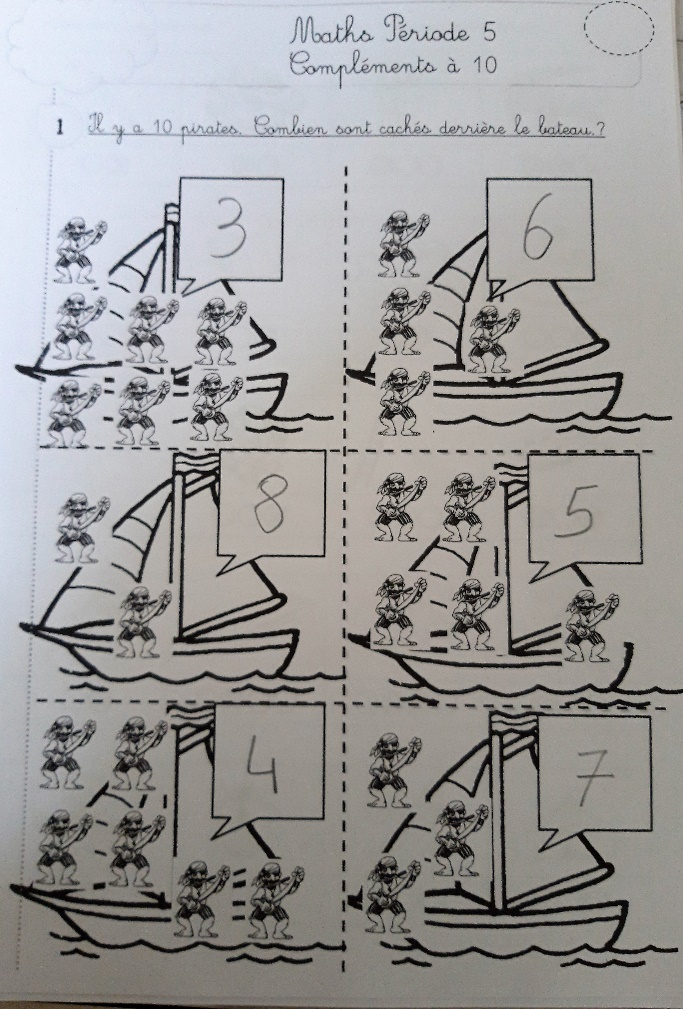 Maths Période 5
Compléments à 10
1 Il y a 10 pirates. Combien sont cachés derrière le bateau.?
3
6
8
5
4
7